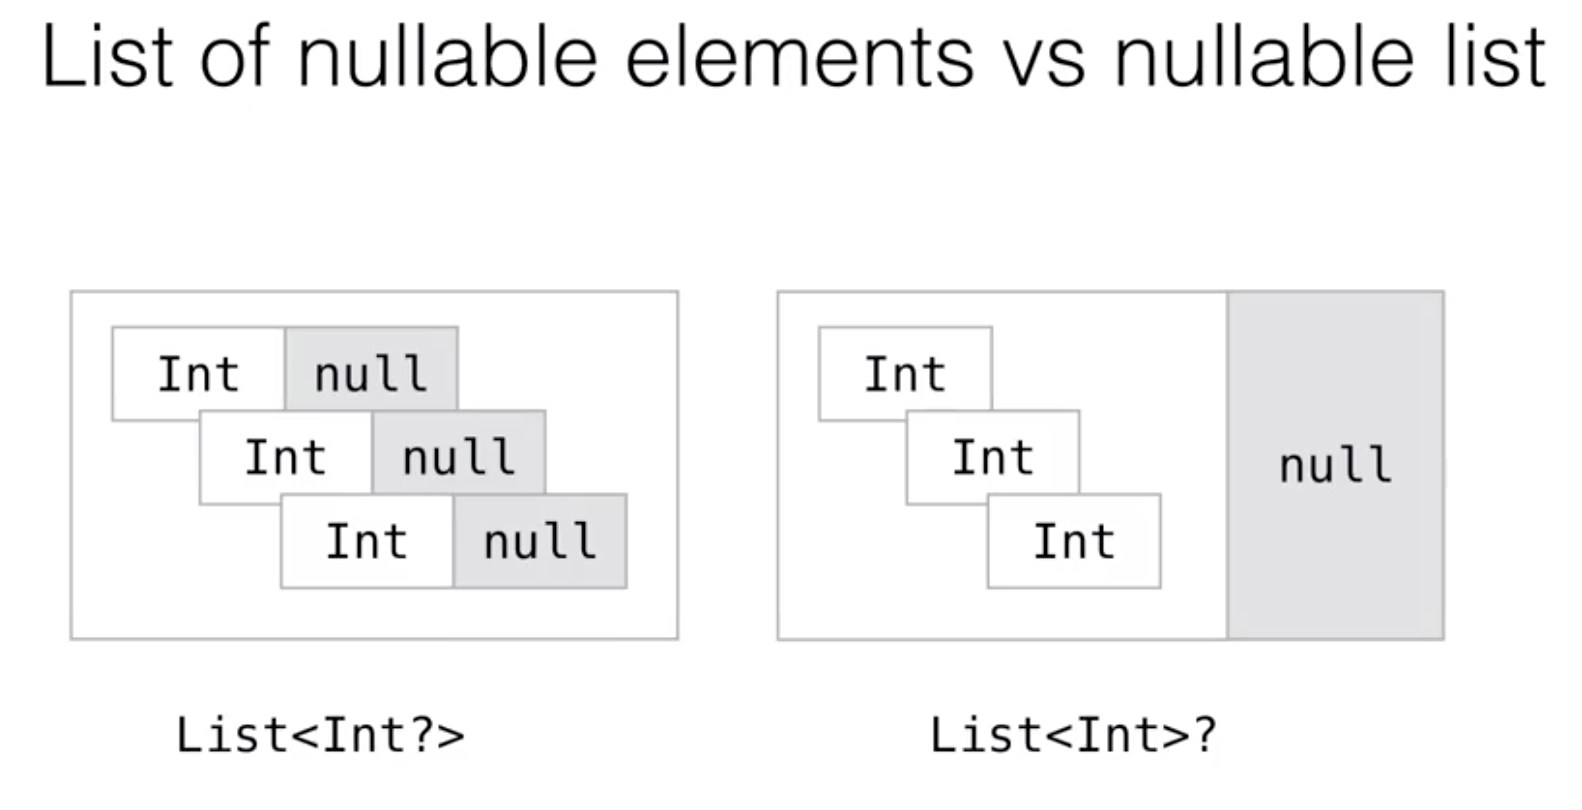 List of nullable elements vs nullable list
Int null
Int null
Int null
List<Int?>
Int
Int
Int
null
List<Int>?